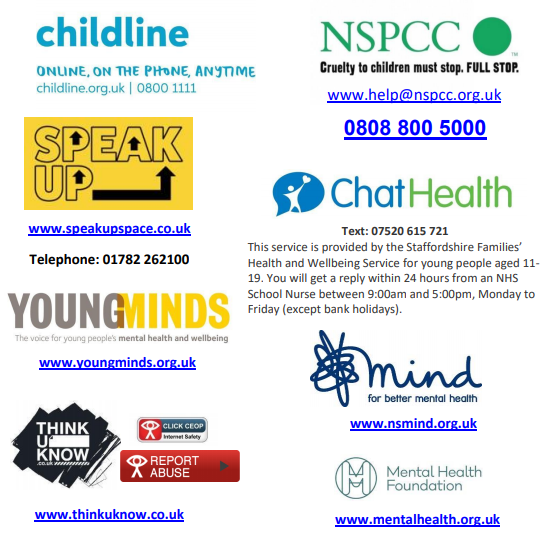 childline
ONLINE, ON THE PHONE, ANYTIME
childline.org.uk | 0800 1111
NSPCC
Cruelty to children must stop. FULL STOP.
TM
www.help@nspcc.org.uk
0808 800 5000
SPEAK
UP
www.speakupspace.co.uk
Telephone: 01782 262100
ChatHealth
Text: 07520 615 721
This service is provided by the Staffordshire Families’
Health and Wellbeing Service for young people aged 11-
19. You will get a reply within 24 hours from an NHS
School Nurse between 9:00am and 5:00pm, Monday to
Friday (except bank holidays).
YOUNGMINDS
The voice for young people's mental health and wellbeing
www.youngminds.org.uk
mind
for better mental health
www.nsmind.org.uk
THINK
U
KNOW
.CO.UK
CLICK CEOP
Internet Safety
REPORT
ABUSE
www.thinkuknow.co.uk
Mental Health
Foundation
www.mentalhealth.org.uk